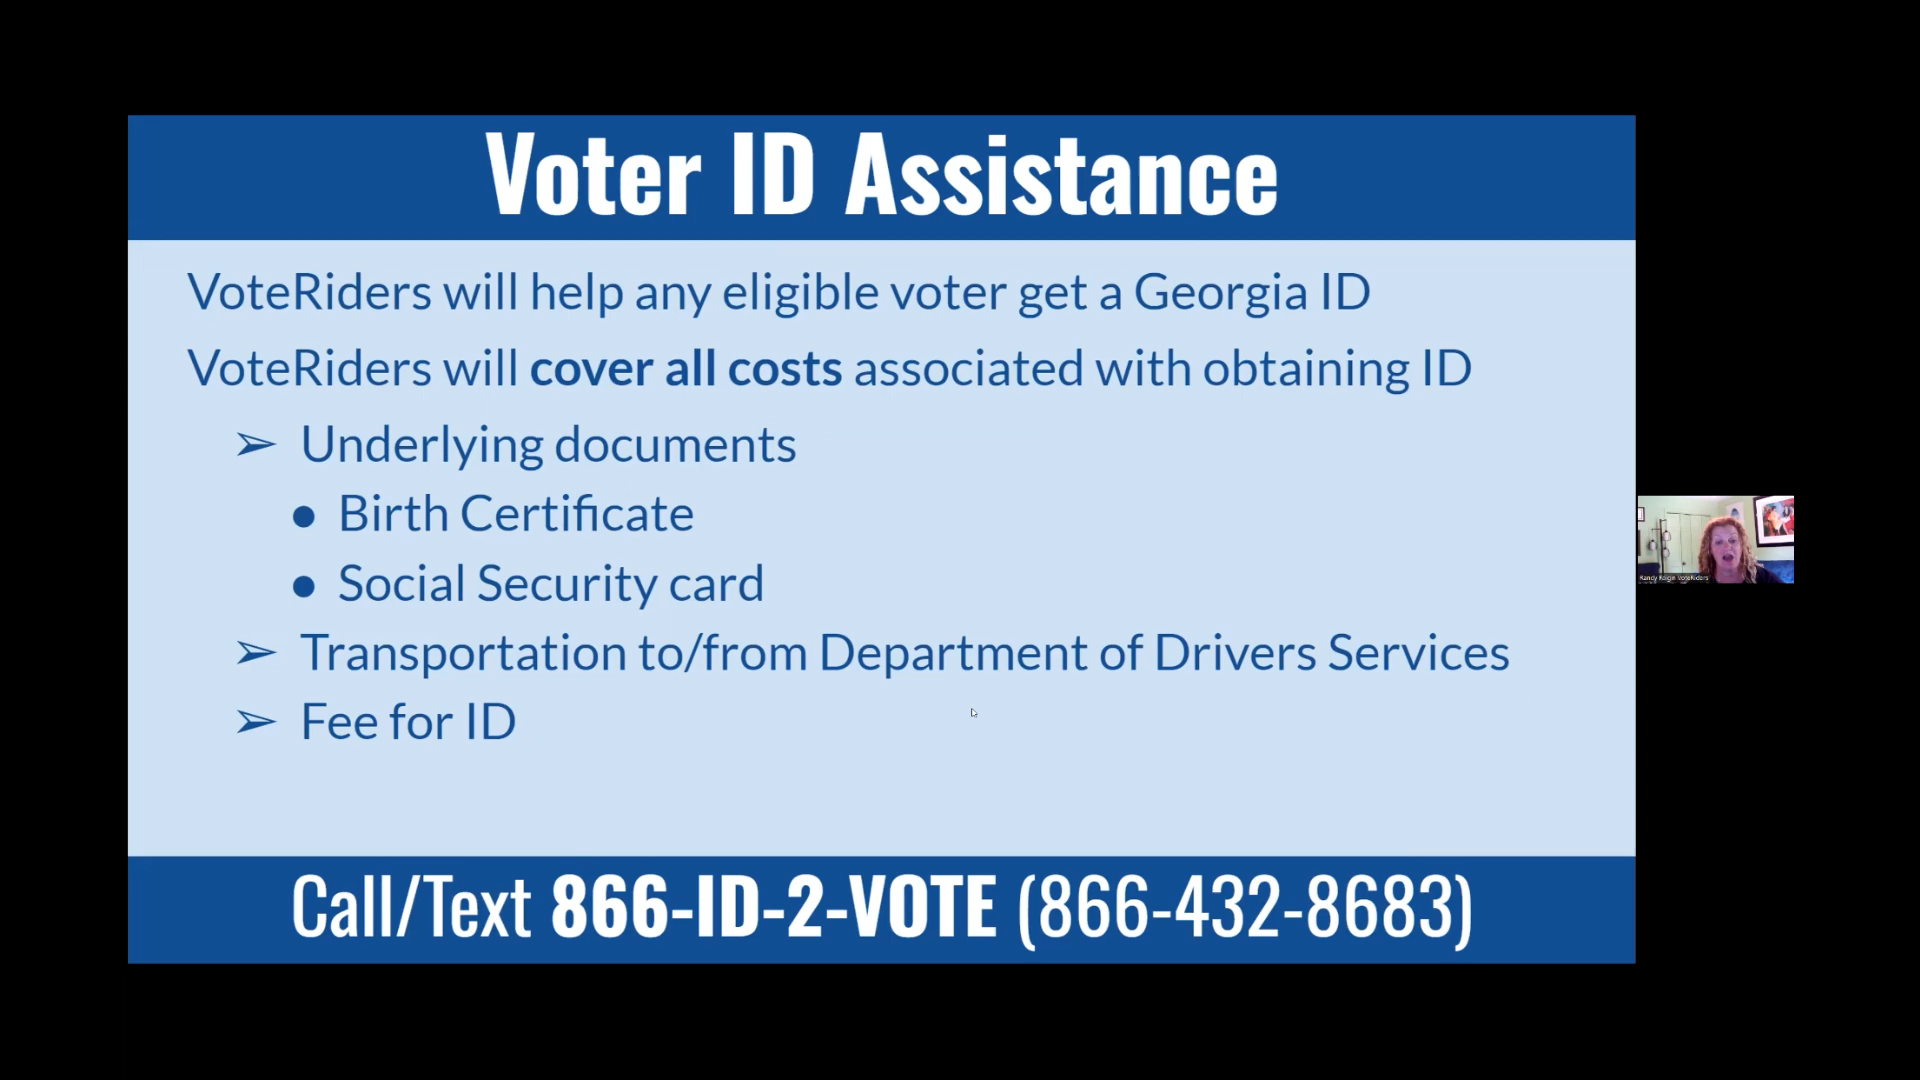 Voter ID Assistance
VoteRiders will help any eligible voter get a Georgia ID
VoteRiders will cover all costs associated with obtaining ID
➢ Underlying documents
● Birth Certificate
● Social Security card
➢ Transportation to/from Department of Drivers Services
➢ Fee for ID
Call/Text 866-ID-2-VOTE (866-432-8683)
VoteRiders